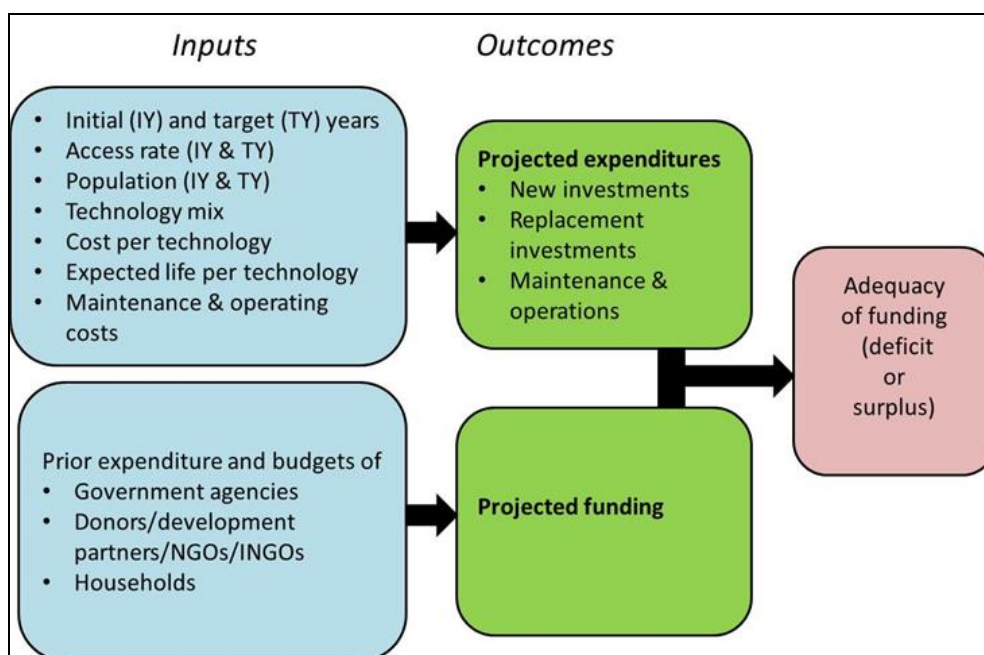 Inputs
Outcomes
• Initial (IY) and target (TY) years
• Access rate (IY & TY)
• Population (IY & TY)
• Technology mix
• Cost per technology
• Expected life per technology
• Maintenance & operating
costs
Projected expenditures
• New investments
• Replacement
investments
• Maintenance &
operations
Prior expenditure and budgets of
• Government agencies
• Donors/development
partners/NGOs/INGOs
• Households
Projected funding
Adequacy
of funding
(deficit
or
surplus)